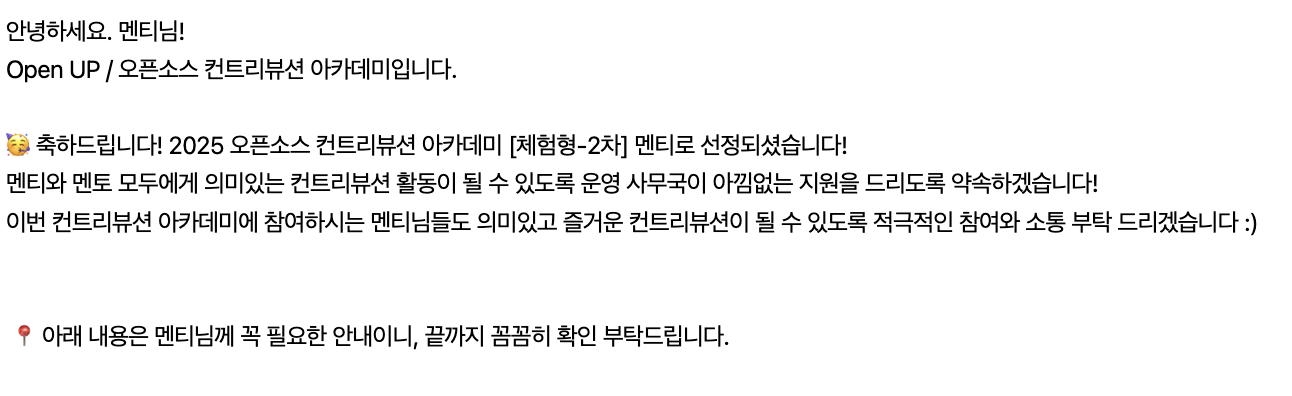 안녕하세요. 멘티님!
Open UP / 오픈소스 컨트리뷰션 아카데미입니다.
🥳 축하드립니다! 2025 오픈소스 컨트리뷰션 아카데미 [체험형-2차] 멘티로 선정되셨습니다!
멘티와 멘토 모두에게 의미있는 컨트리뷰션 활동이 될 수 있도록 운영 사무국이 아낌없는 지원을 드리도록 약속하겠습니다!
이번 컨트리뷰션 아카데미에 참여하시는 멘티님들도 의미있고 즐거운 컨트리뷰션이 될 수 있도록 적극적인 참여와 소통 부탁 드리겠습니다 :)
📍 아래 내용은 멘티님께 꼭 필요한 안내이니, 끝까지 꼼꼼히 확인 부탁드립니다.